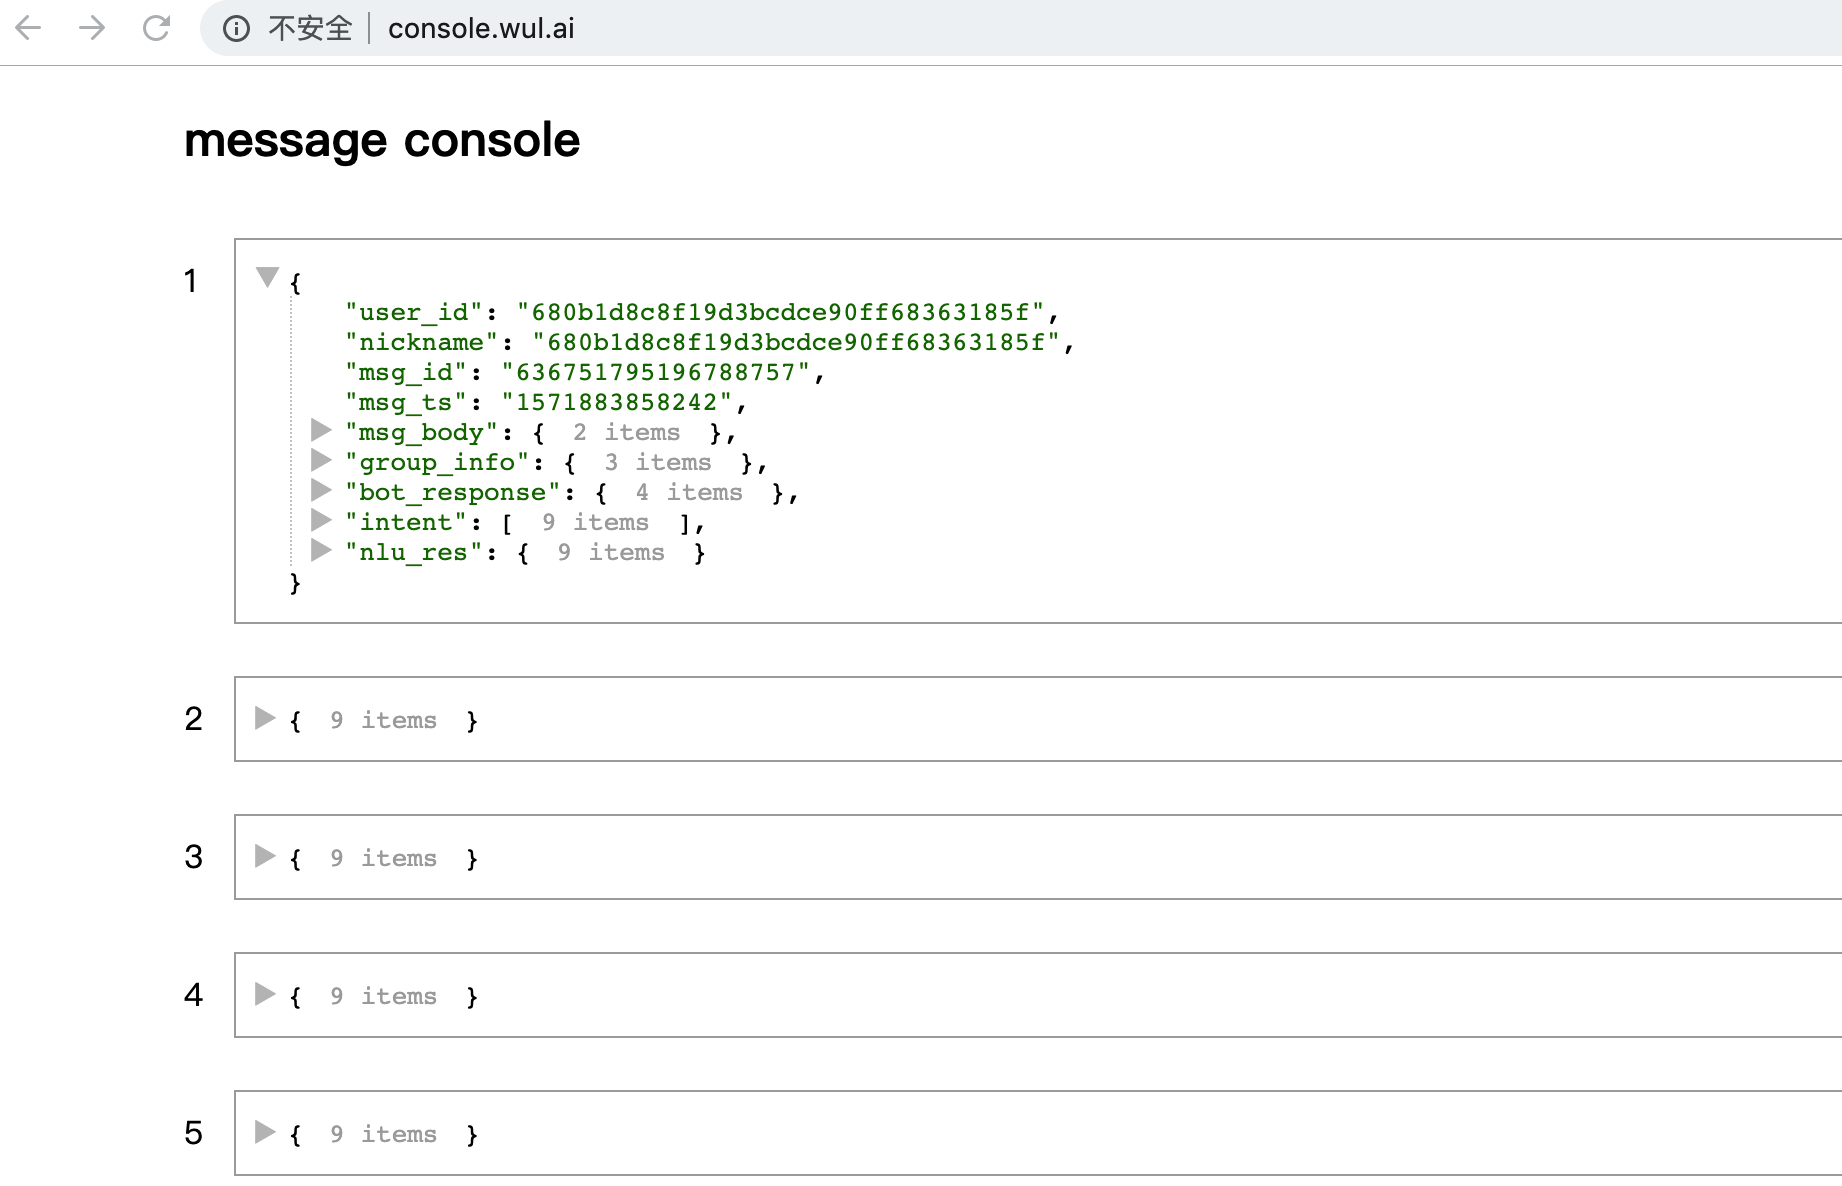 不安全 console.wul.ai
message console
1
{
"user_id": "680b1d8c8f19d3bcdce90ff68363185f",
"nickname": "680b1d8c8f19d3bcdce90ff68363185f",
"msg_id": "636751795196788757",
"msg_ts": "1571883858242",
"msg_body": { 2 items },
"group_info": { 3 items },
"bot_response": { 4 items },
"intent": [ 9 items ],
"nlu_res": { 9 items }
}
2 { 9 items }
3 { 9 items }
4 { 9 items }
5 { 9 items }